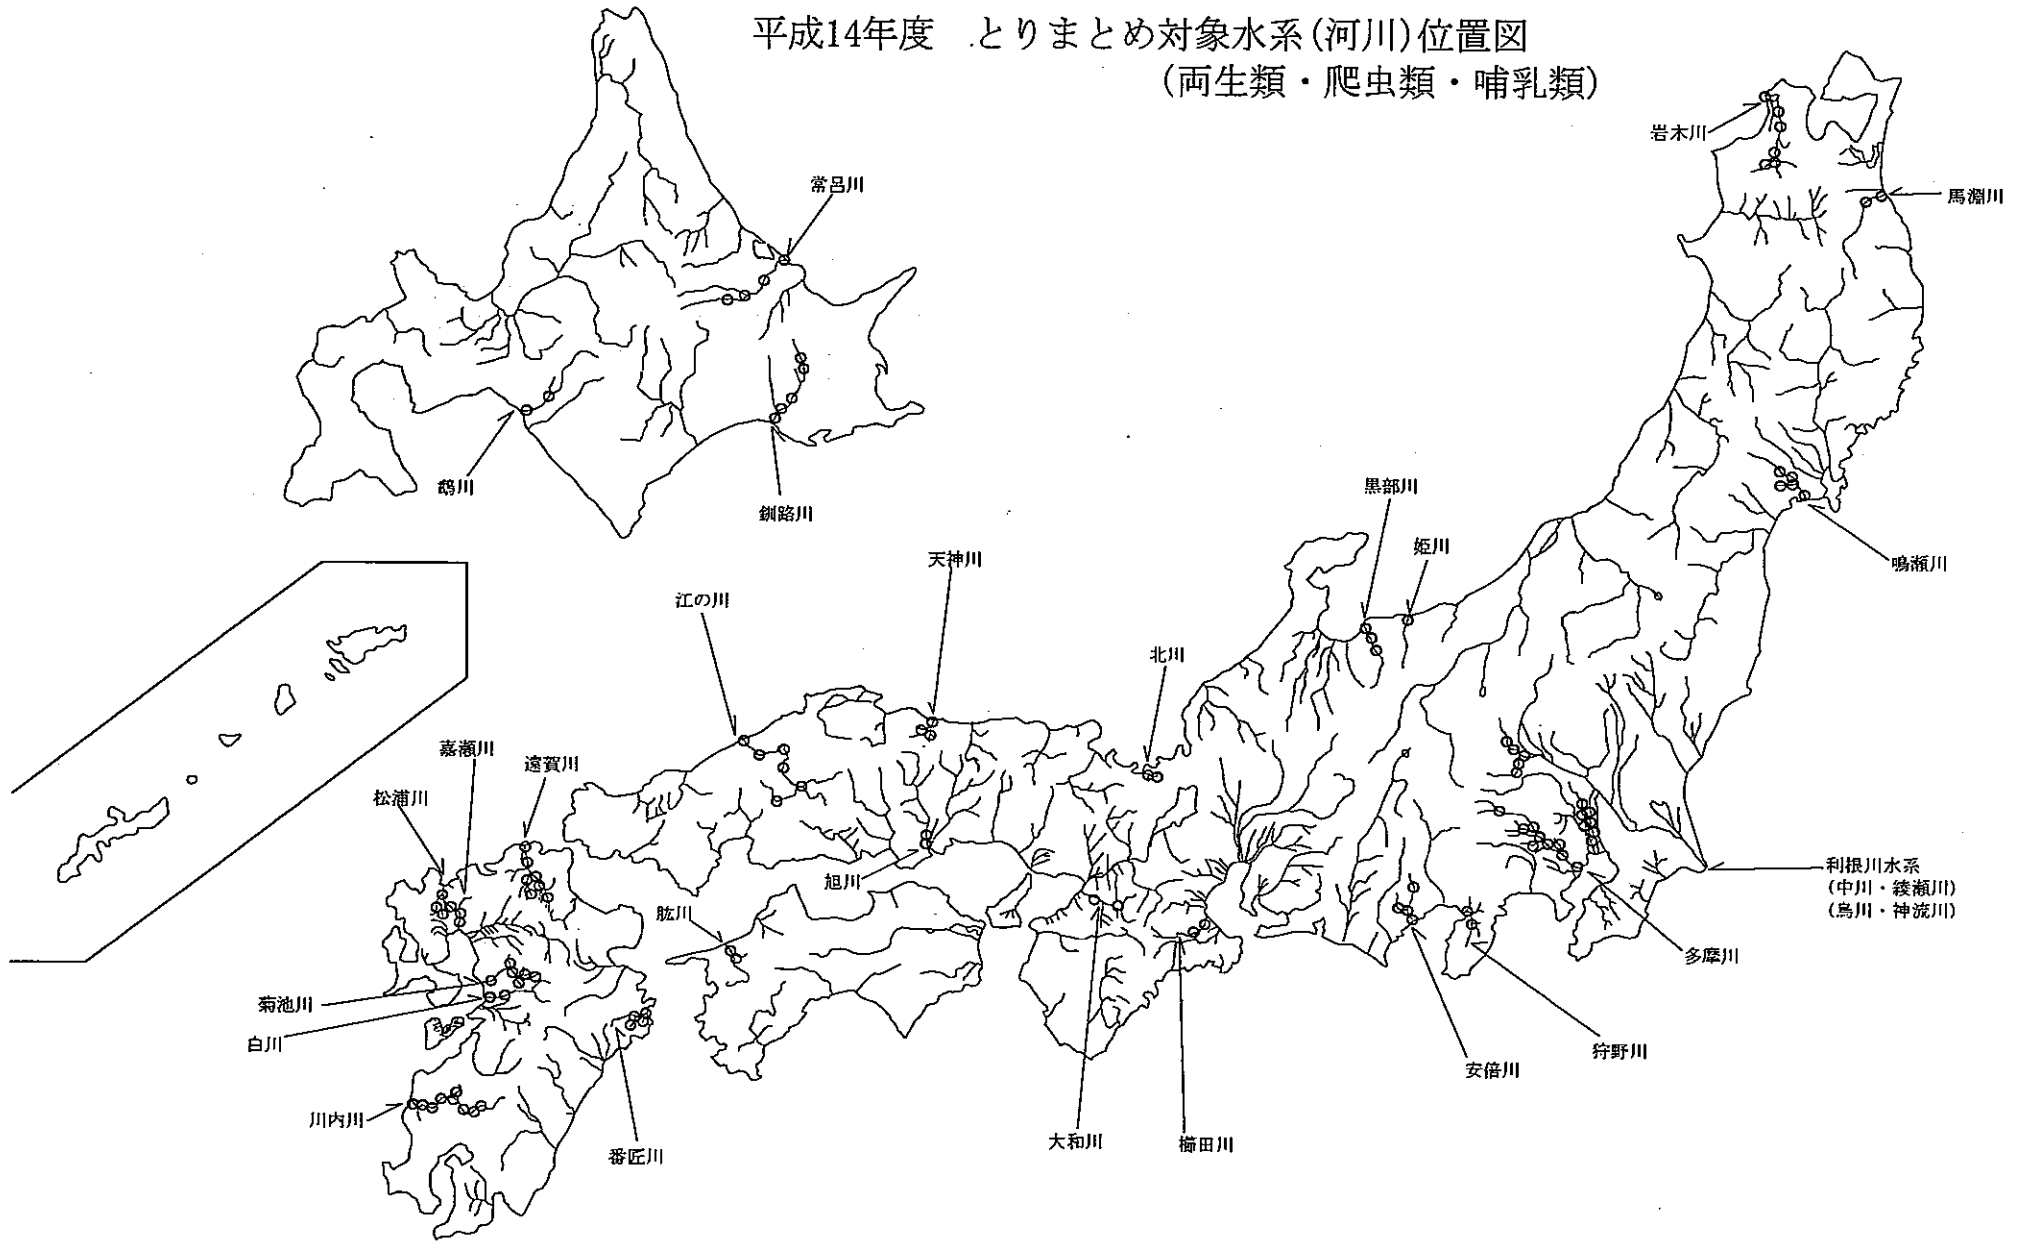 平成14年度 とりまとめ対象水系(河川)位置図
(両生類・爬虫類・哺乳類)
岩木川
常呂川
馬淵川
鵡川
釧路川
黒部川
姫川
天神川
鳴瀬川
江の川
北川
嘉瀬川
遠賀川
松浦川
旭川
利根川水系
(中川・綾瀬川)
(烏川・神流川)
肱川
多摩川
菊池川
白川
狩野川
安倍川
川内川
大和川
櫛田川
番匠川